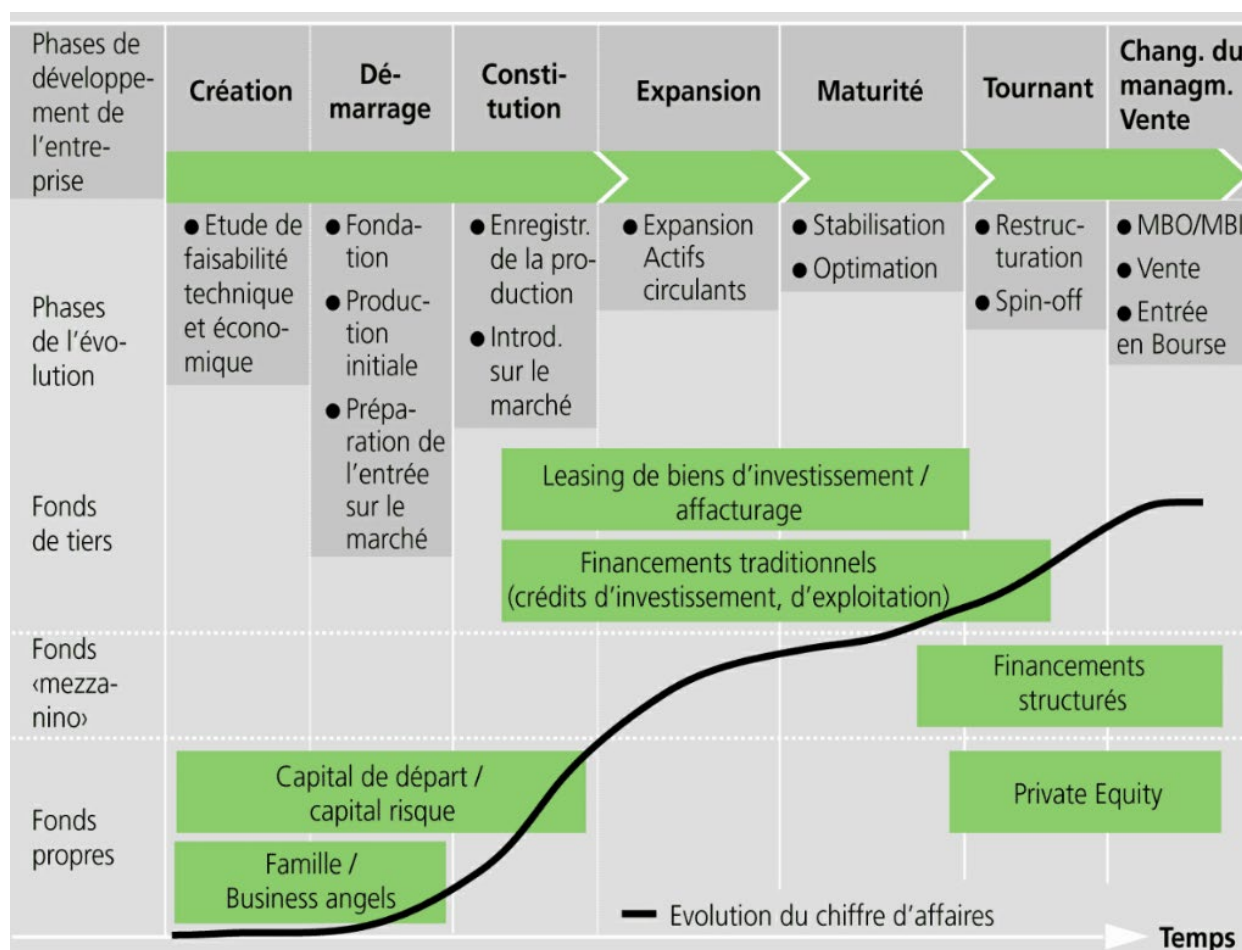 Phases de
développe-
ment de
l'entre-
prise
Création
Dé-
marrage
Consti-
tution
Expansion
Maturité
Tournant
Chang. du
managm.
Vente
Phases
de l'évo-
lution
● Etude de
faisabilité
technique
et écono-
mique
● Fonda-
tion
● Produc-
tion
initiale
● Prépa-
ration de
l'entrée
sur le
marché
● Enregistr.
de la pro-
duction
● Introd.
sur le
marché
● Expansion
Actifs
circulants
● Stabilisation
● Optimation
● Restruc-
turation
● Spin-off
● MBO/MBI
● Vente
● Entrée
en Bourse
Fonds
de tiers
Leasing de biens d'investissement /
affacturage
Financements traditionnels
(crédits d'investissement, d'exploitation)
Fonds
‹mezza-
nino›
Financements
structurés
Fonds
propres
Capital de départ /
capital risque
Private Equity
Famille /
Business angels
Evolution du chiffre d'affaires
Temps